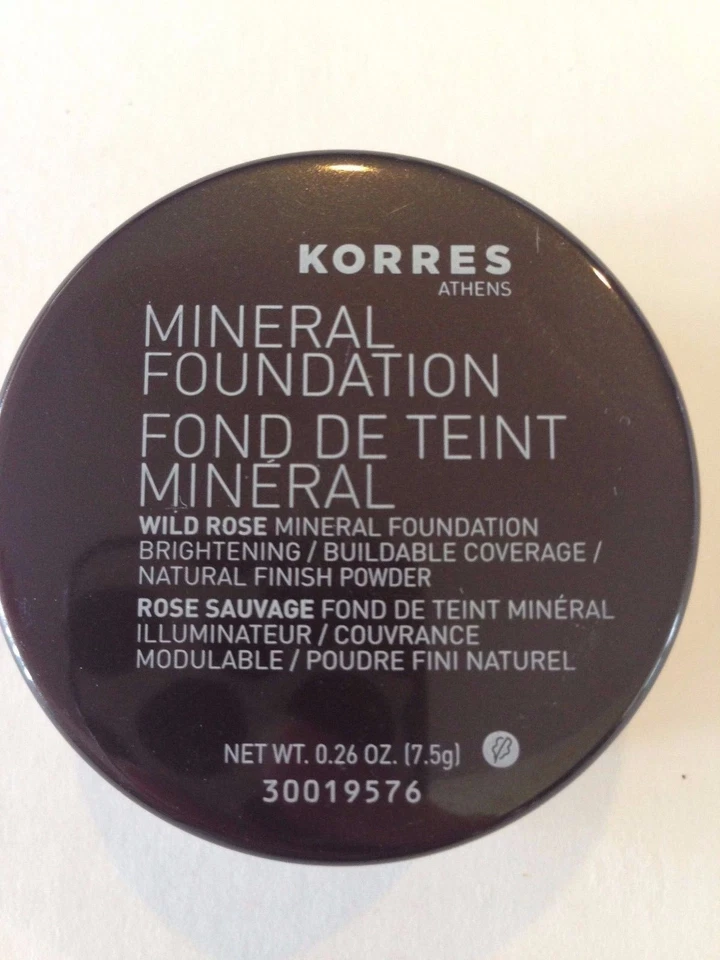 KORRES
ATHENS
MINERAL
FOUNDATION
FOND DE TEINT
MINÉRAL
WILD ROSE MINERAL FOUNDATION
BRIGHTENING / BUILDABLE COVERAGE /
NATURAL FINISH POWDER
ROSE SAUVAGE FOND DE TEINT MINÉRAL
ILLUMINATEUR / COUVRANCE
MODULABLE / POUDRE FINI NATUREL
NET WT. 0.26 OZ. (7.5g)
30019576